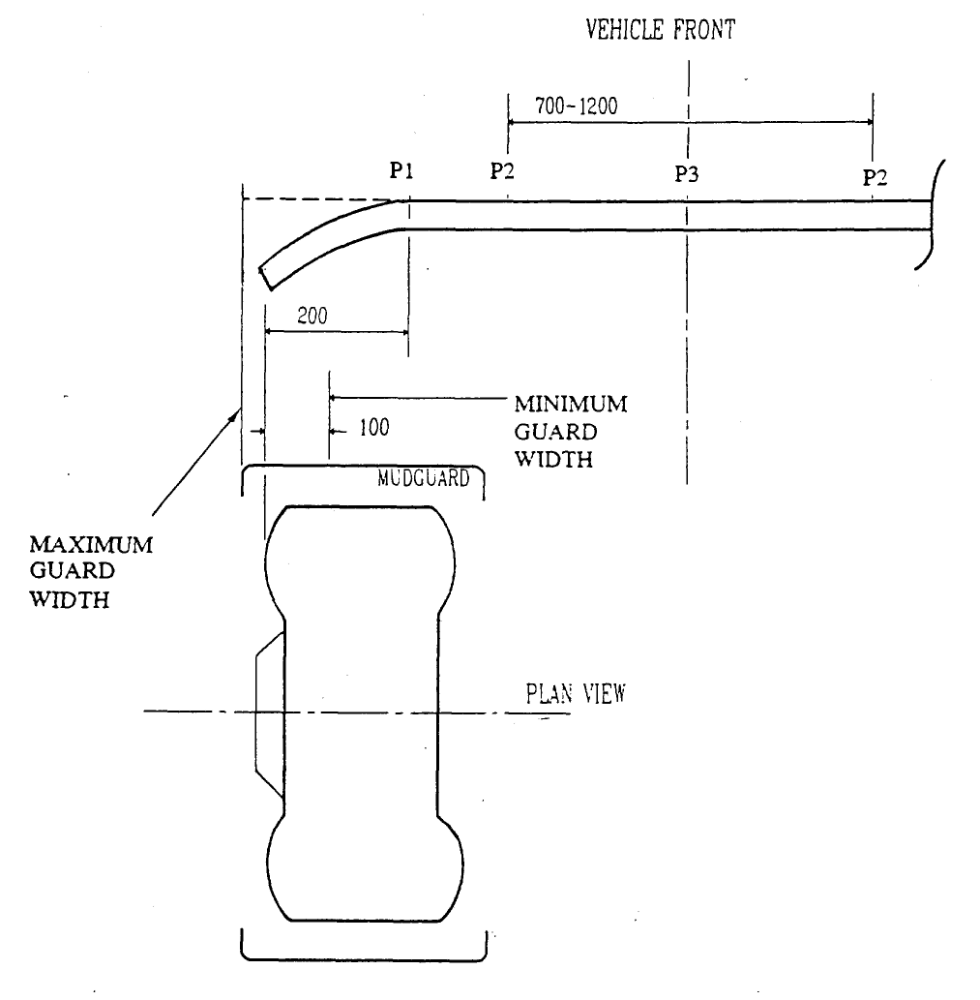 VEHICLE FRONT
700-1200
P1
P2
P3
P2
200
MINIMUM
GUARD
WIDTH
100
MUDGUARD
MAXIMUM
GUARD
WIDTH
PLAN VIEW